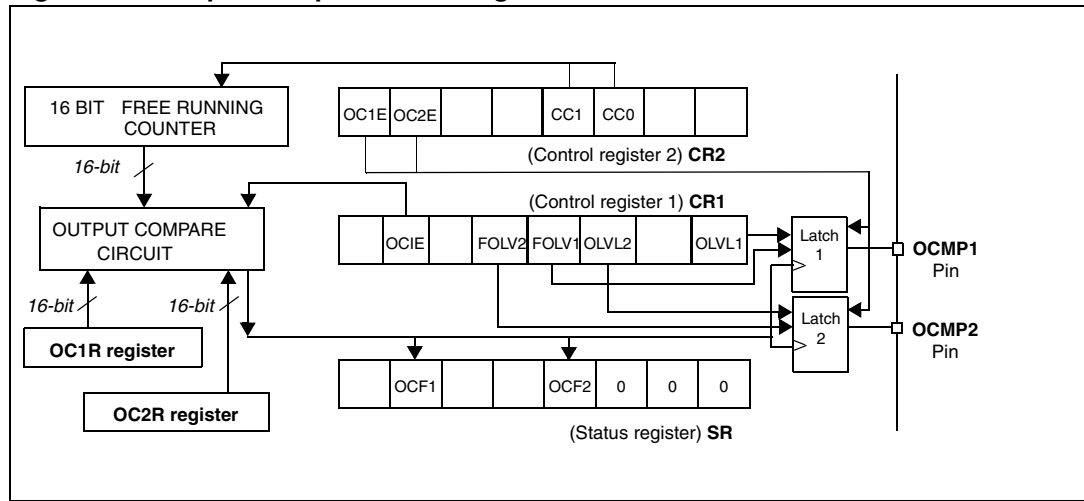 16 BIT FREE RUNNING
COUNTER
OC1E OC2E CC1 CC0
(Control register 2) CR2
16-bit
(Control register 1) CR1
OUTPUT COMPARE
CIRCUIT
OCIE FOLV2 FOLV1 OLVL2 OLVL1
Latch
1
OCMP1
Pin
16-bit
16-bit
Latch
2
OCMP2
Pin
OC1R register
OCF1 OCF2 0 0 0
OC2R register
(Status register) SR